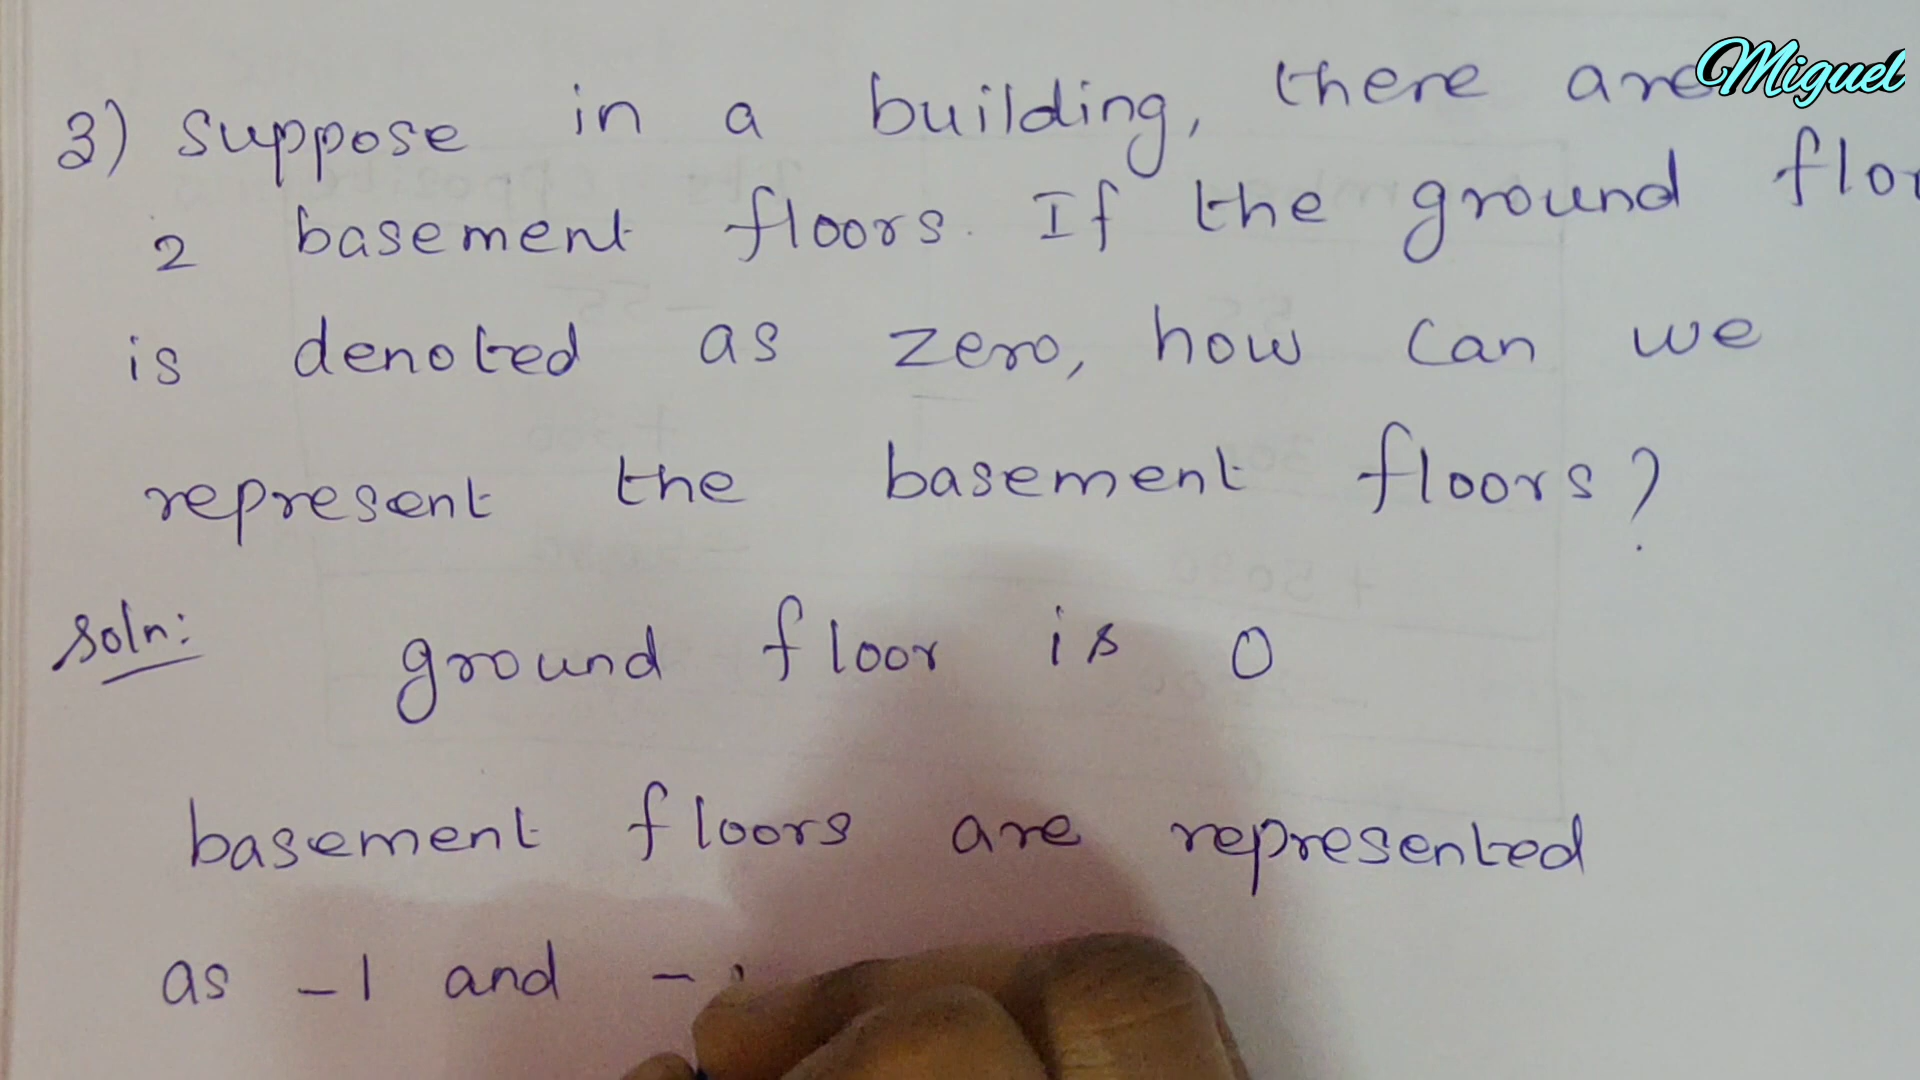 Miguel
3) Suppose in a building, there are
2 basement floors. If the ground
is denoted as zero, how can we
represent the basement floors?
Soln: ground floor is 0
basement floors are represented
as -1 and -